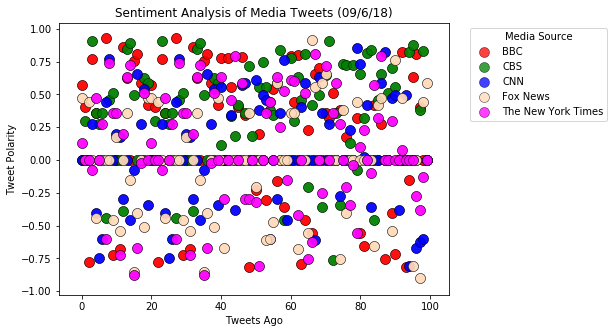 Sentiment Analysis of Media Tweets (09/6/18)
1.00
0.75
0.50
0.25
0.00
−0.25
−0.50
−0.75
−1.00
Tweet Polarity
0 20 40 60 80 100
Tweets Ago
Media Source
BBC
CBS
CNN
Fox News
The New York Times